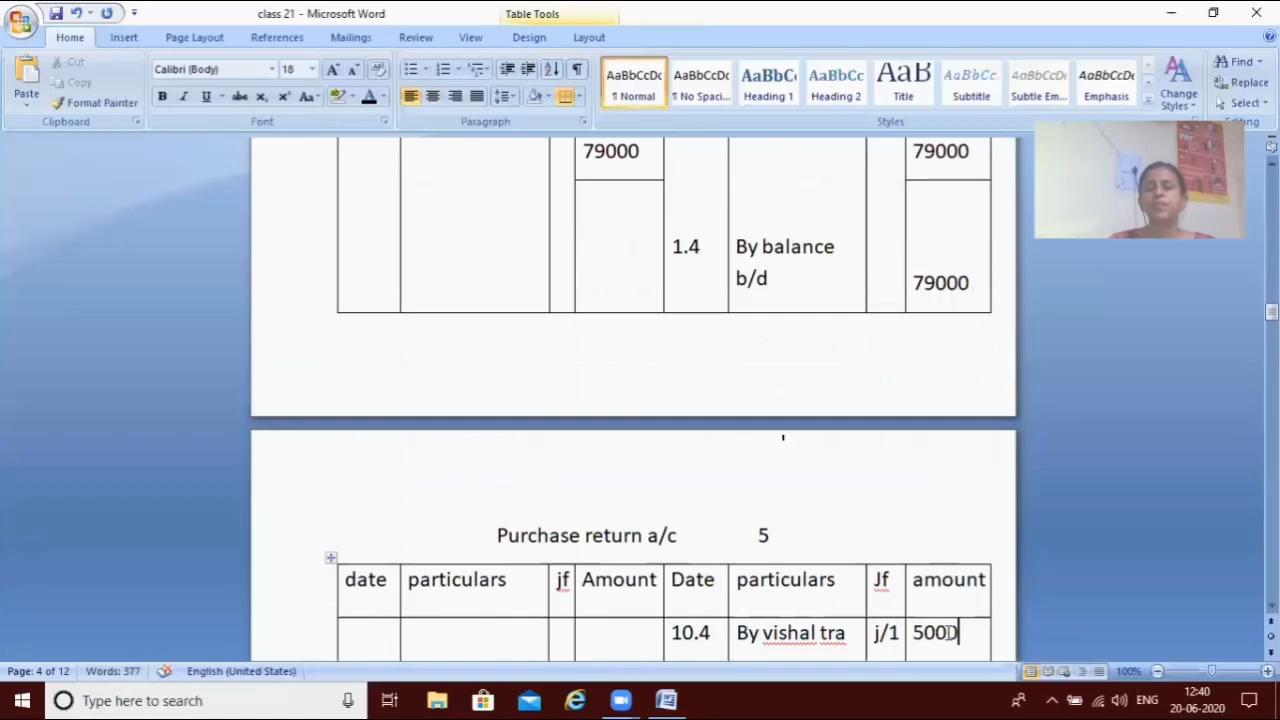 class 21 - Microsoft Word
Table Tools
Home Insert Page Layout References Mailings Review View Design Layout
Paste
Cut
Copy
Format Painter
Clipboard
Calibri (Body) 18
Font
Paragraph
AaBbCcDc AaBbCcDc AaBbC AaBbCc AaB AaBbCc. AaBbCcDc AaBbCcDc
¶ Normal ¶ No Spaci... Heading 1 Heading 2 Title Subtitle Subtle Em... Emphasis
Change Styles
Styles
Find
Replace
Select
Editing
79000 79000
1.4 By balance
b/d
79000
Purchase return a/c 5
date particulars jf Amount Date particulars Jf amount
10.4 By vishal tra j/1 5000
Page: 4 of 12 Words: 377 English (United States) 100%
Type here to search
ENG
12:40
20-06-2020